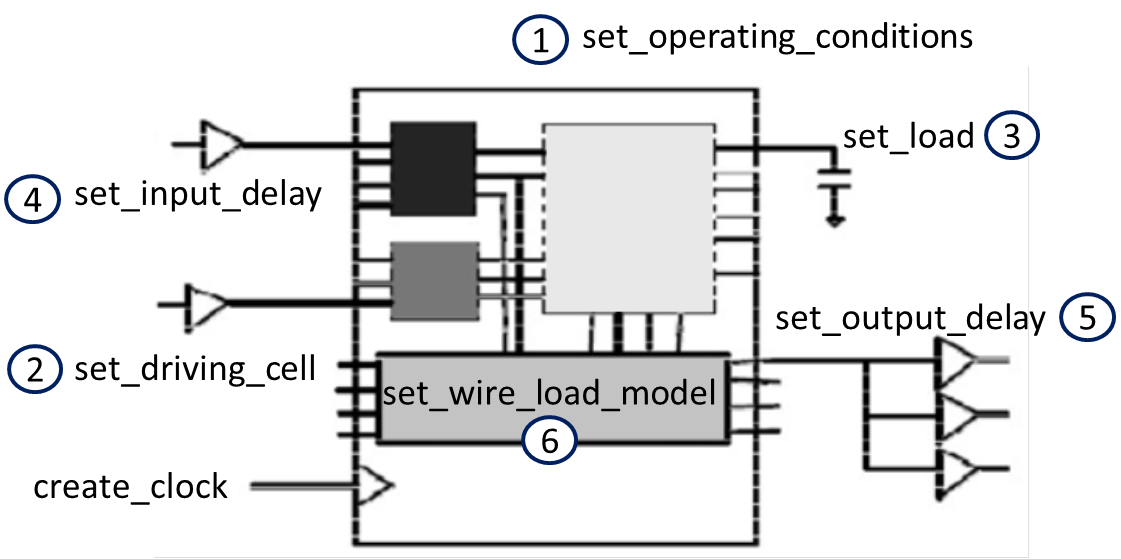 1 set_operating_conditions
set_load 3
4 set_input_delay
set_output_delay 5
2 set_driving_cell
set_wire_load_model
6
create_clock